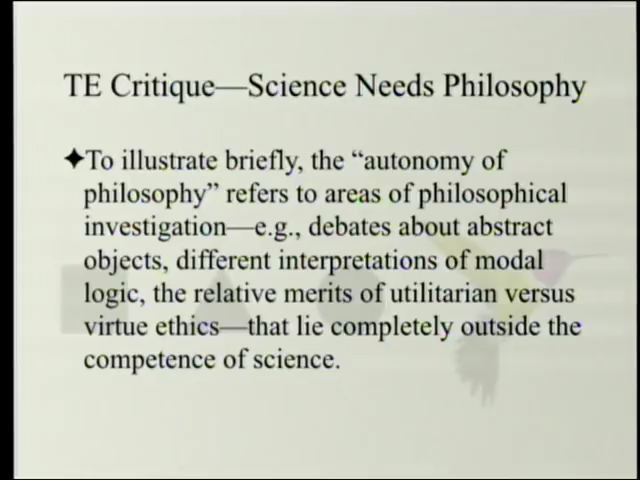 TE Critique—Science Needs Philosophy
✦To illustrate briefly, the “autonomy of
philosophy” refers to areas of philosophical
investigation—e.g., debates about abstract
objects, different interpretations of modal
logic, the relative merits of utilitarian versus
virtue ethics—that lie completely outside the
competence of science.